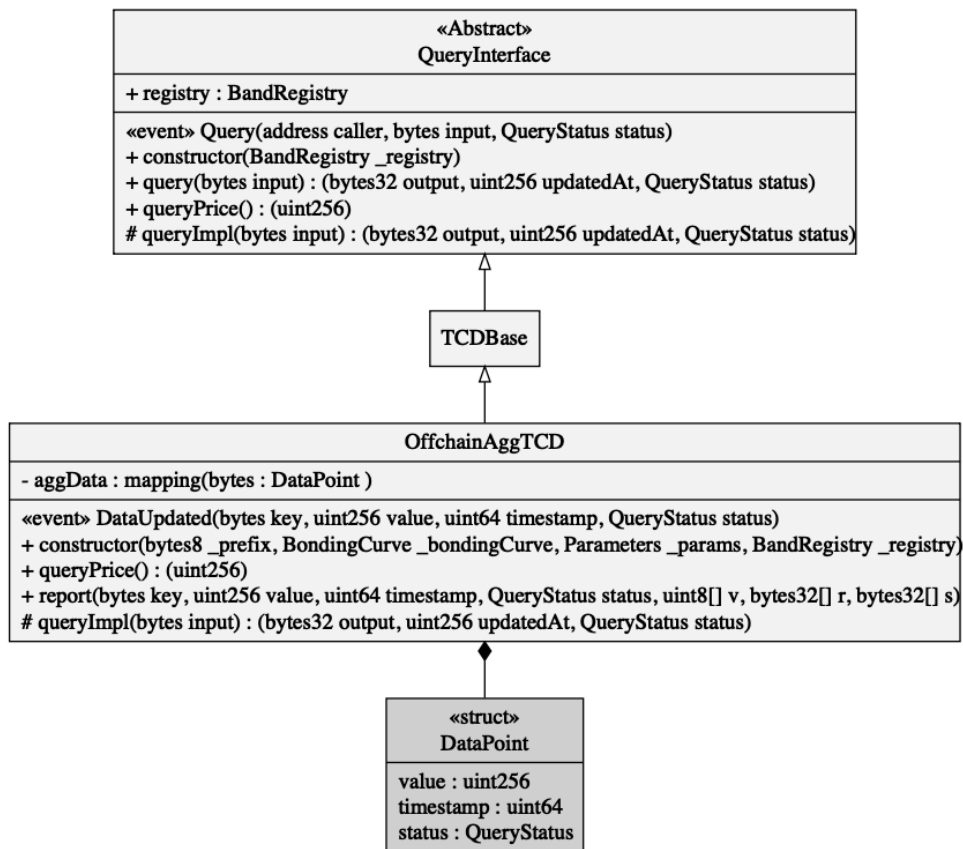 «Abstract»
QueryInterface
+ registry : BandRegistry
«event» Query(address caller, bytes input, QueryStatus status)
+ constructor(BandRegistry _registry)
+ query(bytes input) : (bytes32 output, uint256 updatedAt, QueryStatus status)
+ queryPrice() : (uint256)
# queryImpl(bytes input) : (bytes32 output, uint256 updatedAt, QueryStatus status)
TCDBase
OffchainAggTCD
- aggData : mapping(bytes : DataPoint )
«event» DataUpdated(bytes key, uint256 value, uint64 timestamp, QueryStatus status)
+ constructor(bytes8 _prefix, BondingCurve _bondingCurve, Parameters _params, BandRegistry _registry)
+ queryPrice() : (uint256)
+ report(bytes key, uint256 value, uint64 timestamp, QueryStatus status, uint8[] v, bytes32[] r, bytes32[] s)
# queryImpl(bytes input) : (bytes32 output, uint256 updatedAt, QueryStatus status)
«struct»
DataPoint
value : uint256
timestamp : uint64
status : QueryStatus